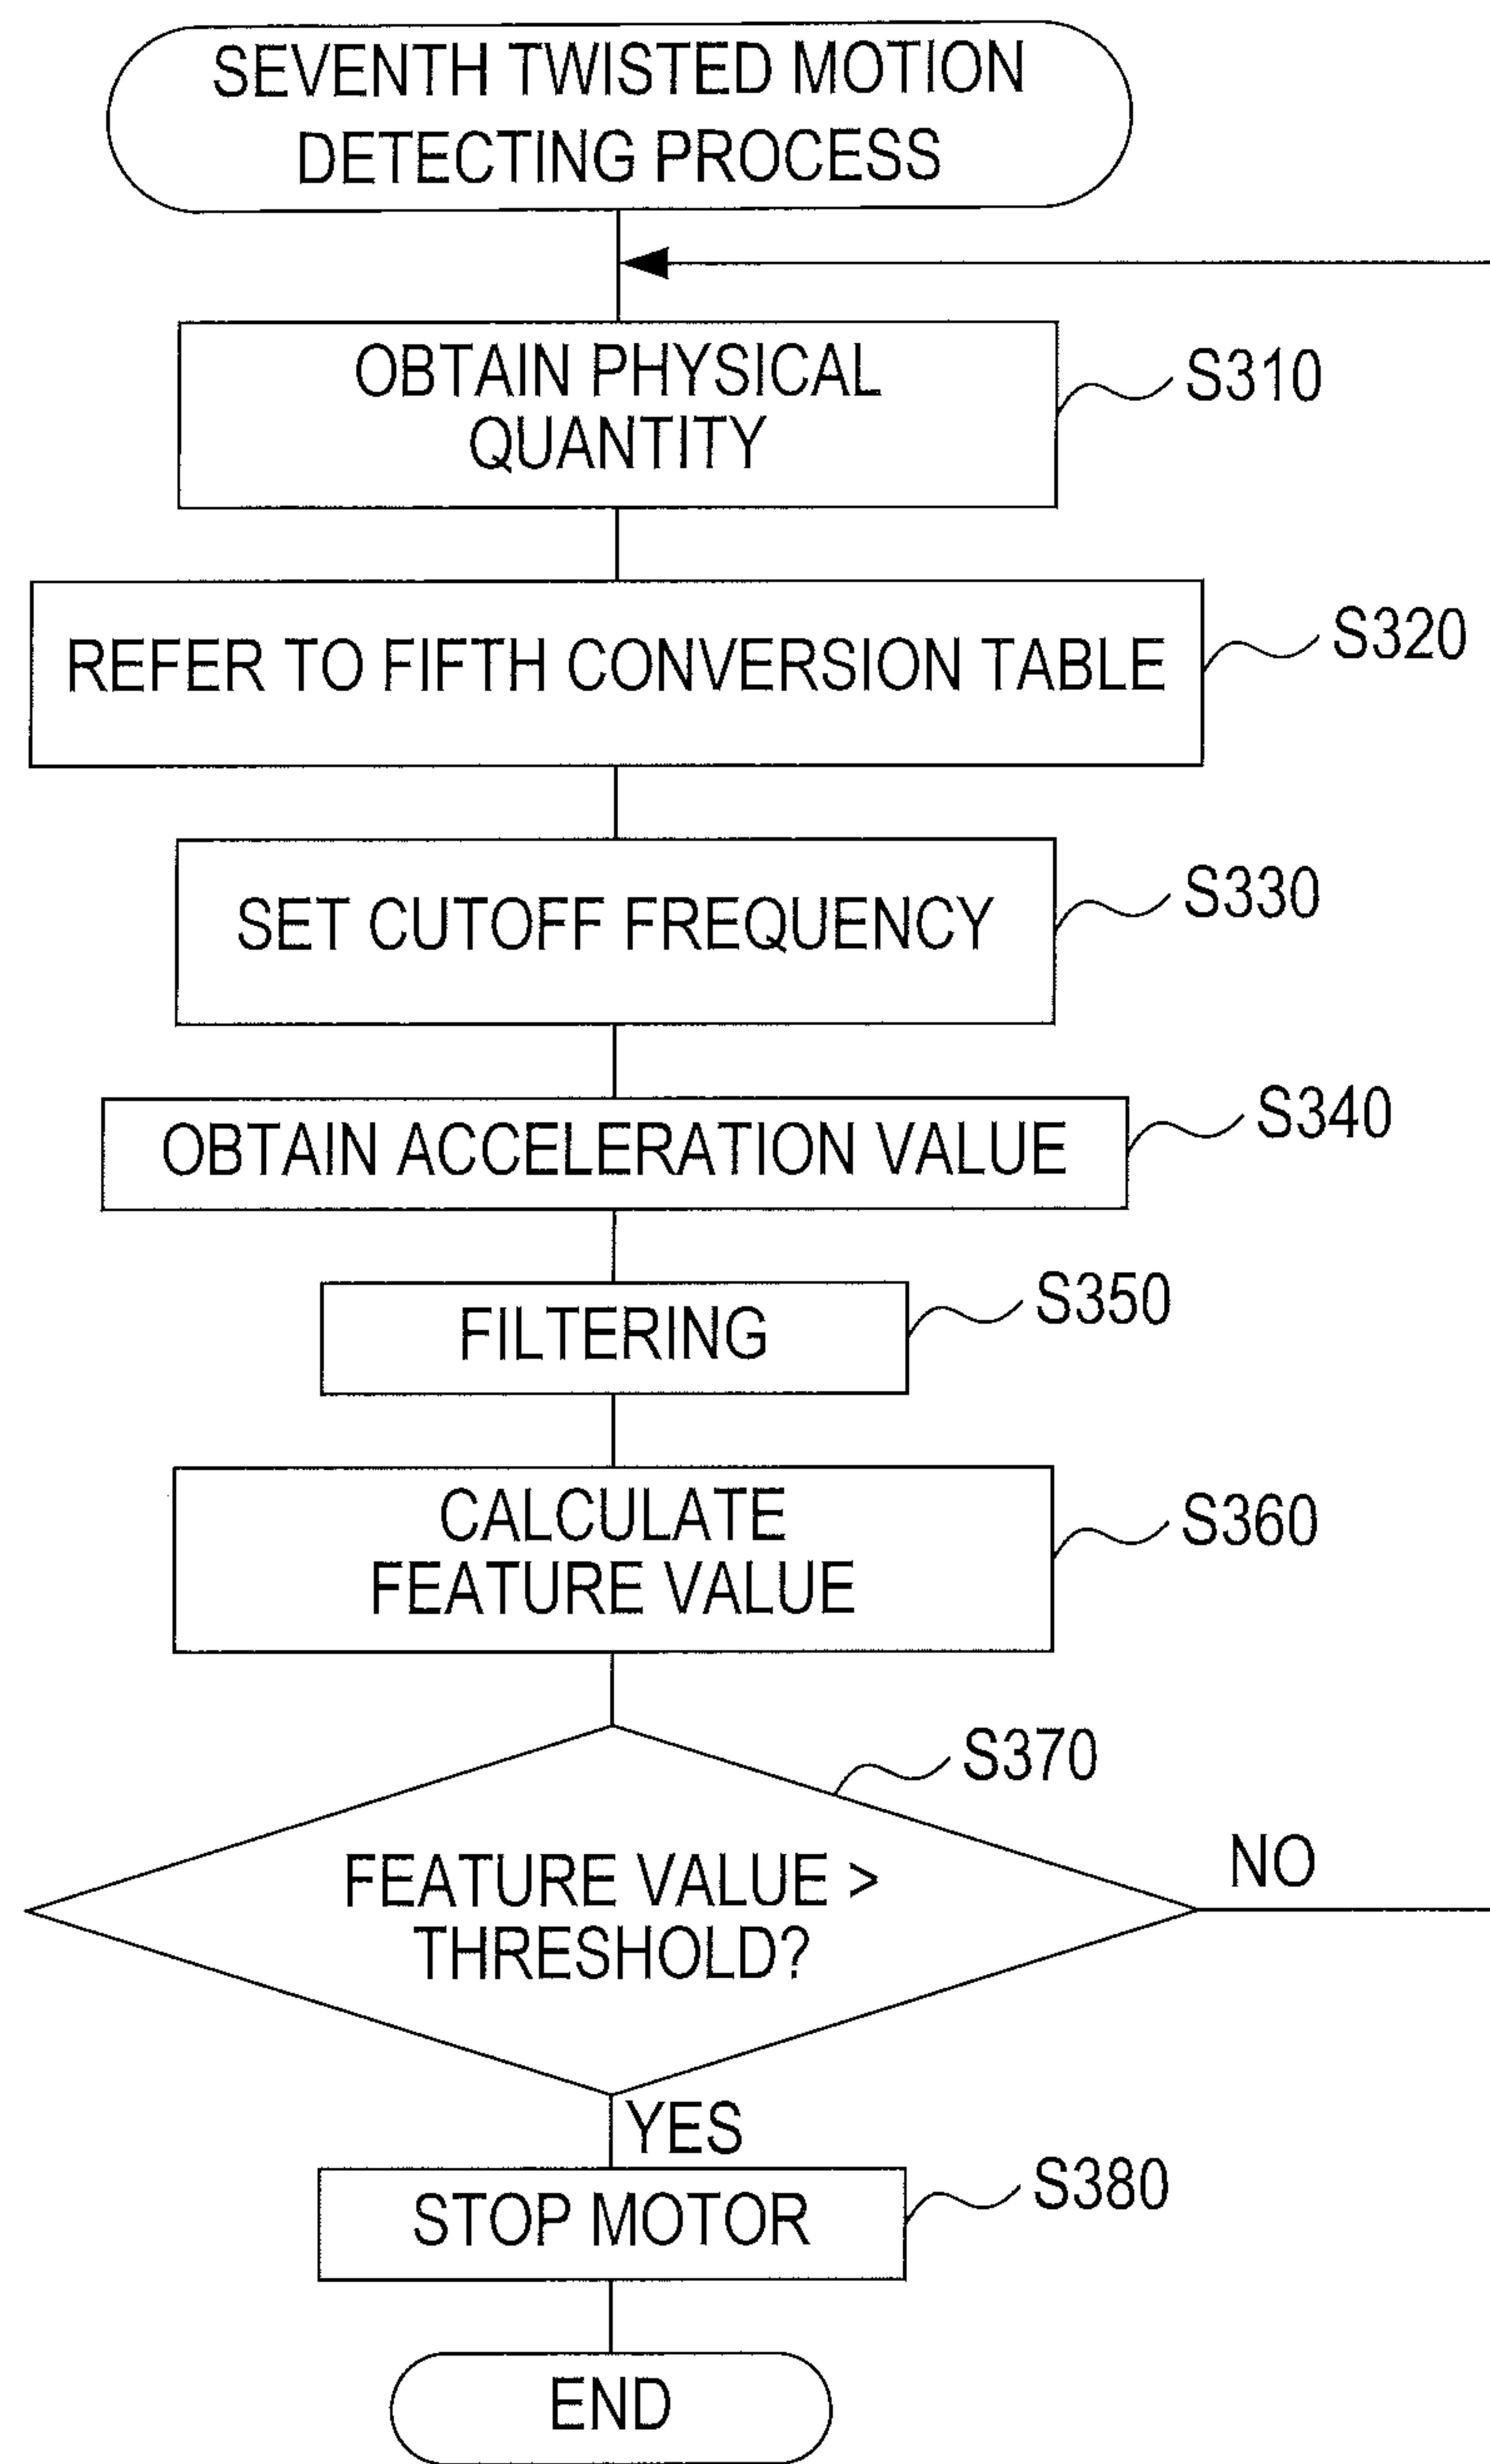 SEVENTH TWISTED MOTION
DETECTING PROCESS
OBTAIN PHYSICAL
QUANTITY
S310
REFER TO FIFTH CONVERSION TABLE
S320
SET CUTOFF FREQUENCY
S330
OBTAIN ACCELERATION VALUE
S340
FILTERING
S350
CALCULATE
FEATURE VALUE
S360
S370
FEATURE VALUE >
THRESHOLD?
NO
YES
STOP MOTOR
S380
END